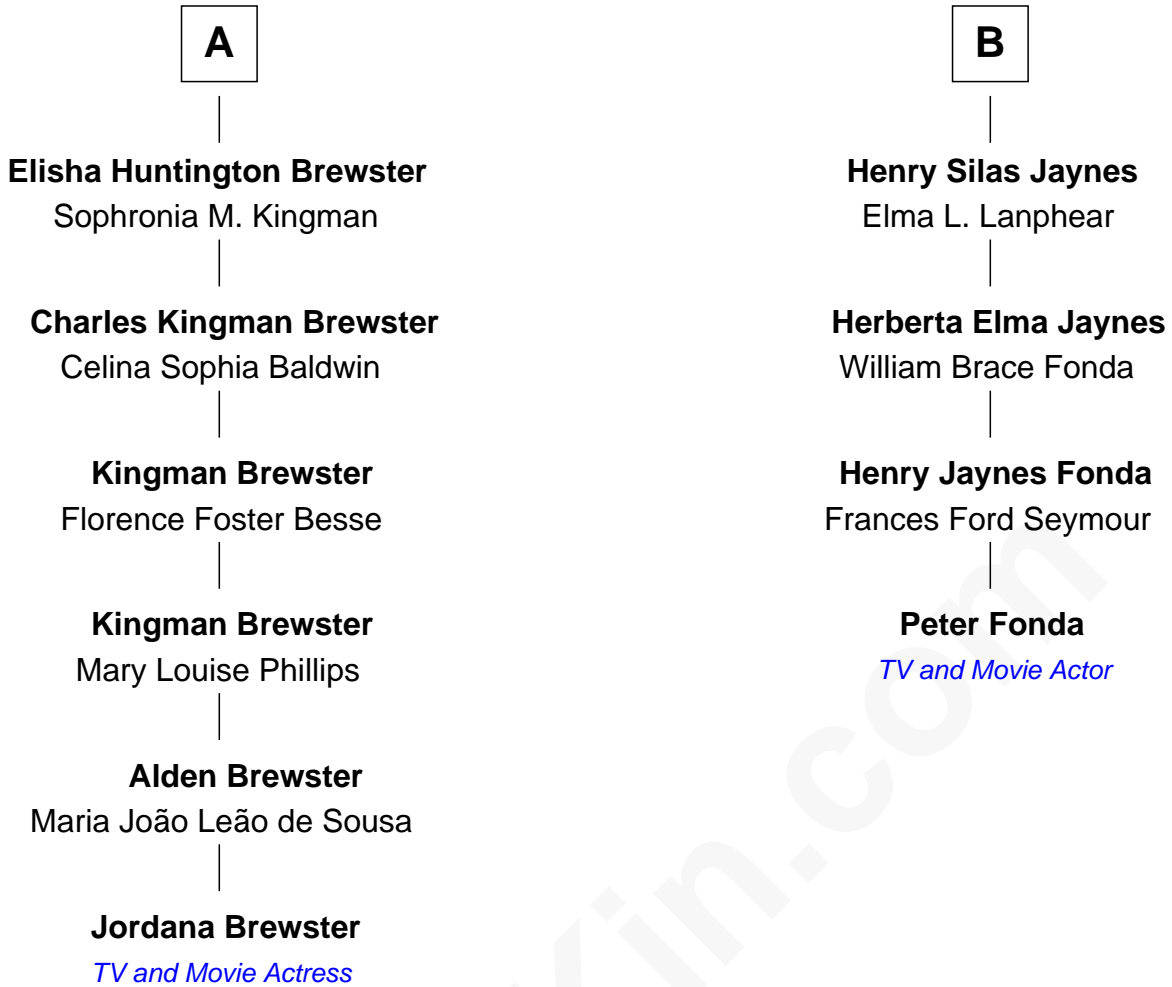 A
Elisha Huntington Brewster
Sophronia M. Kingman
Charles Kingman Brewster
Celina Sophia Baldwin
Kingman Brewster
Florence Foster Besse
Kingman Brewster
Mary Louise Phillips
Alden Brewster
Maria João Leão de Sousa
Jordana Brewster
TV and Movie Actress
B
Henry Silas Jaynes
Elma L. Lanphear
Herberta Elma Jaynes
William Brace Fonda
Henry Jaynes Fonda
Frances Ford Seymour
Peter Fonda
TV and Movie Actor
Kin.com